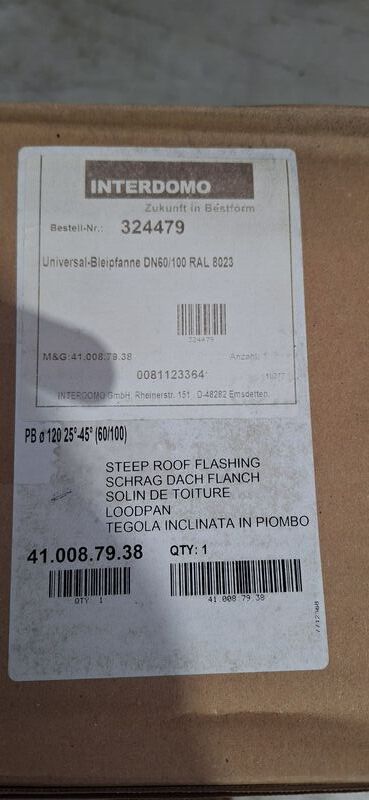 INTERDOMO
Zukunft in Bestform
Bestell-Nr.: 324479
Universal-Bleipfanne DN60/100 RAL 8023
324479
M&G:41.008.79.38 Anzahl: 1
0081123364
INTERDOMO GmbH, Rheinerstr. 151, D-48282 Emsdetten
PB ø 120 25°-45° (60/100)
STEEP ROOF FLASHING
SCHRAG DACH FLANCH
SOLIN DE TOITURE
LOODPAN
TEGOLA INCLINATA IN PIOMBO
41.008.79.38 QTY: 1
QTY 1
41 008 79 38